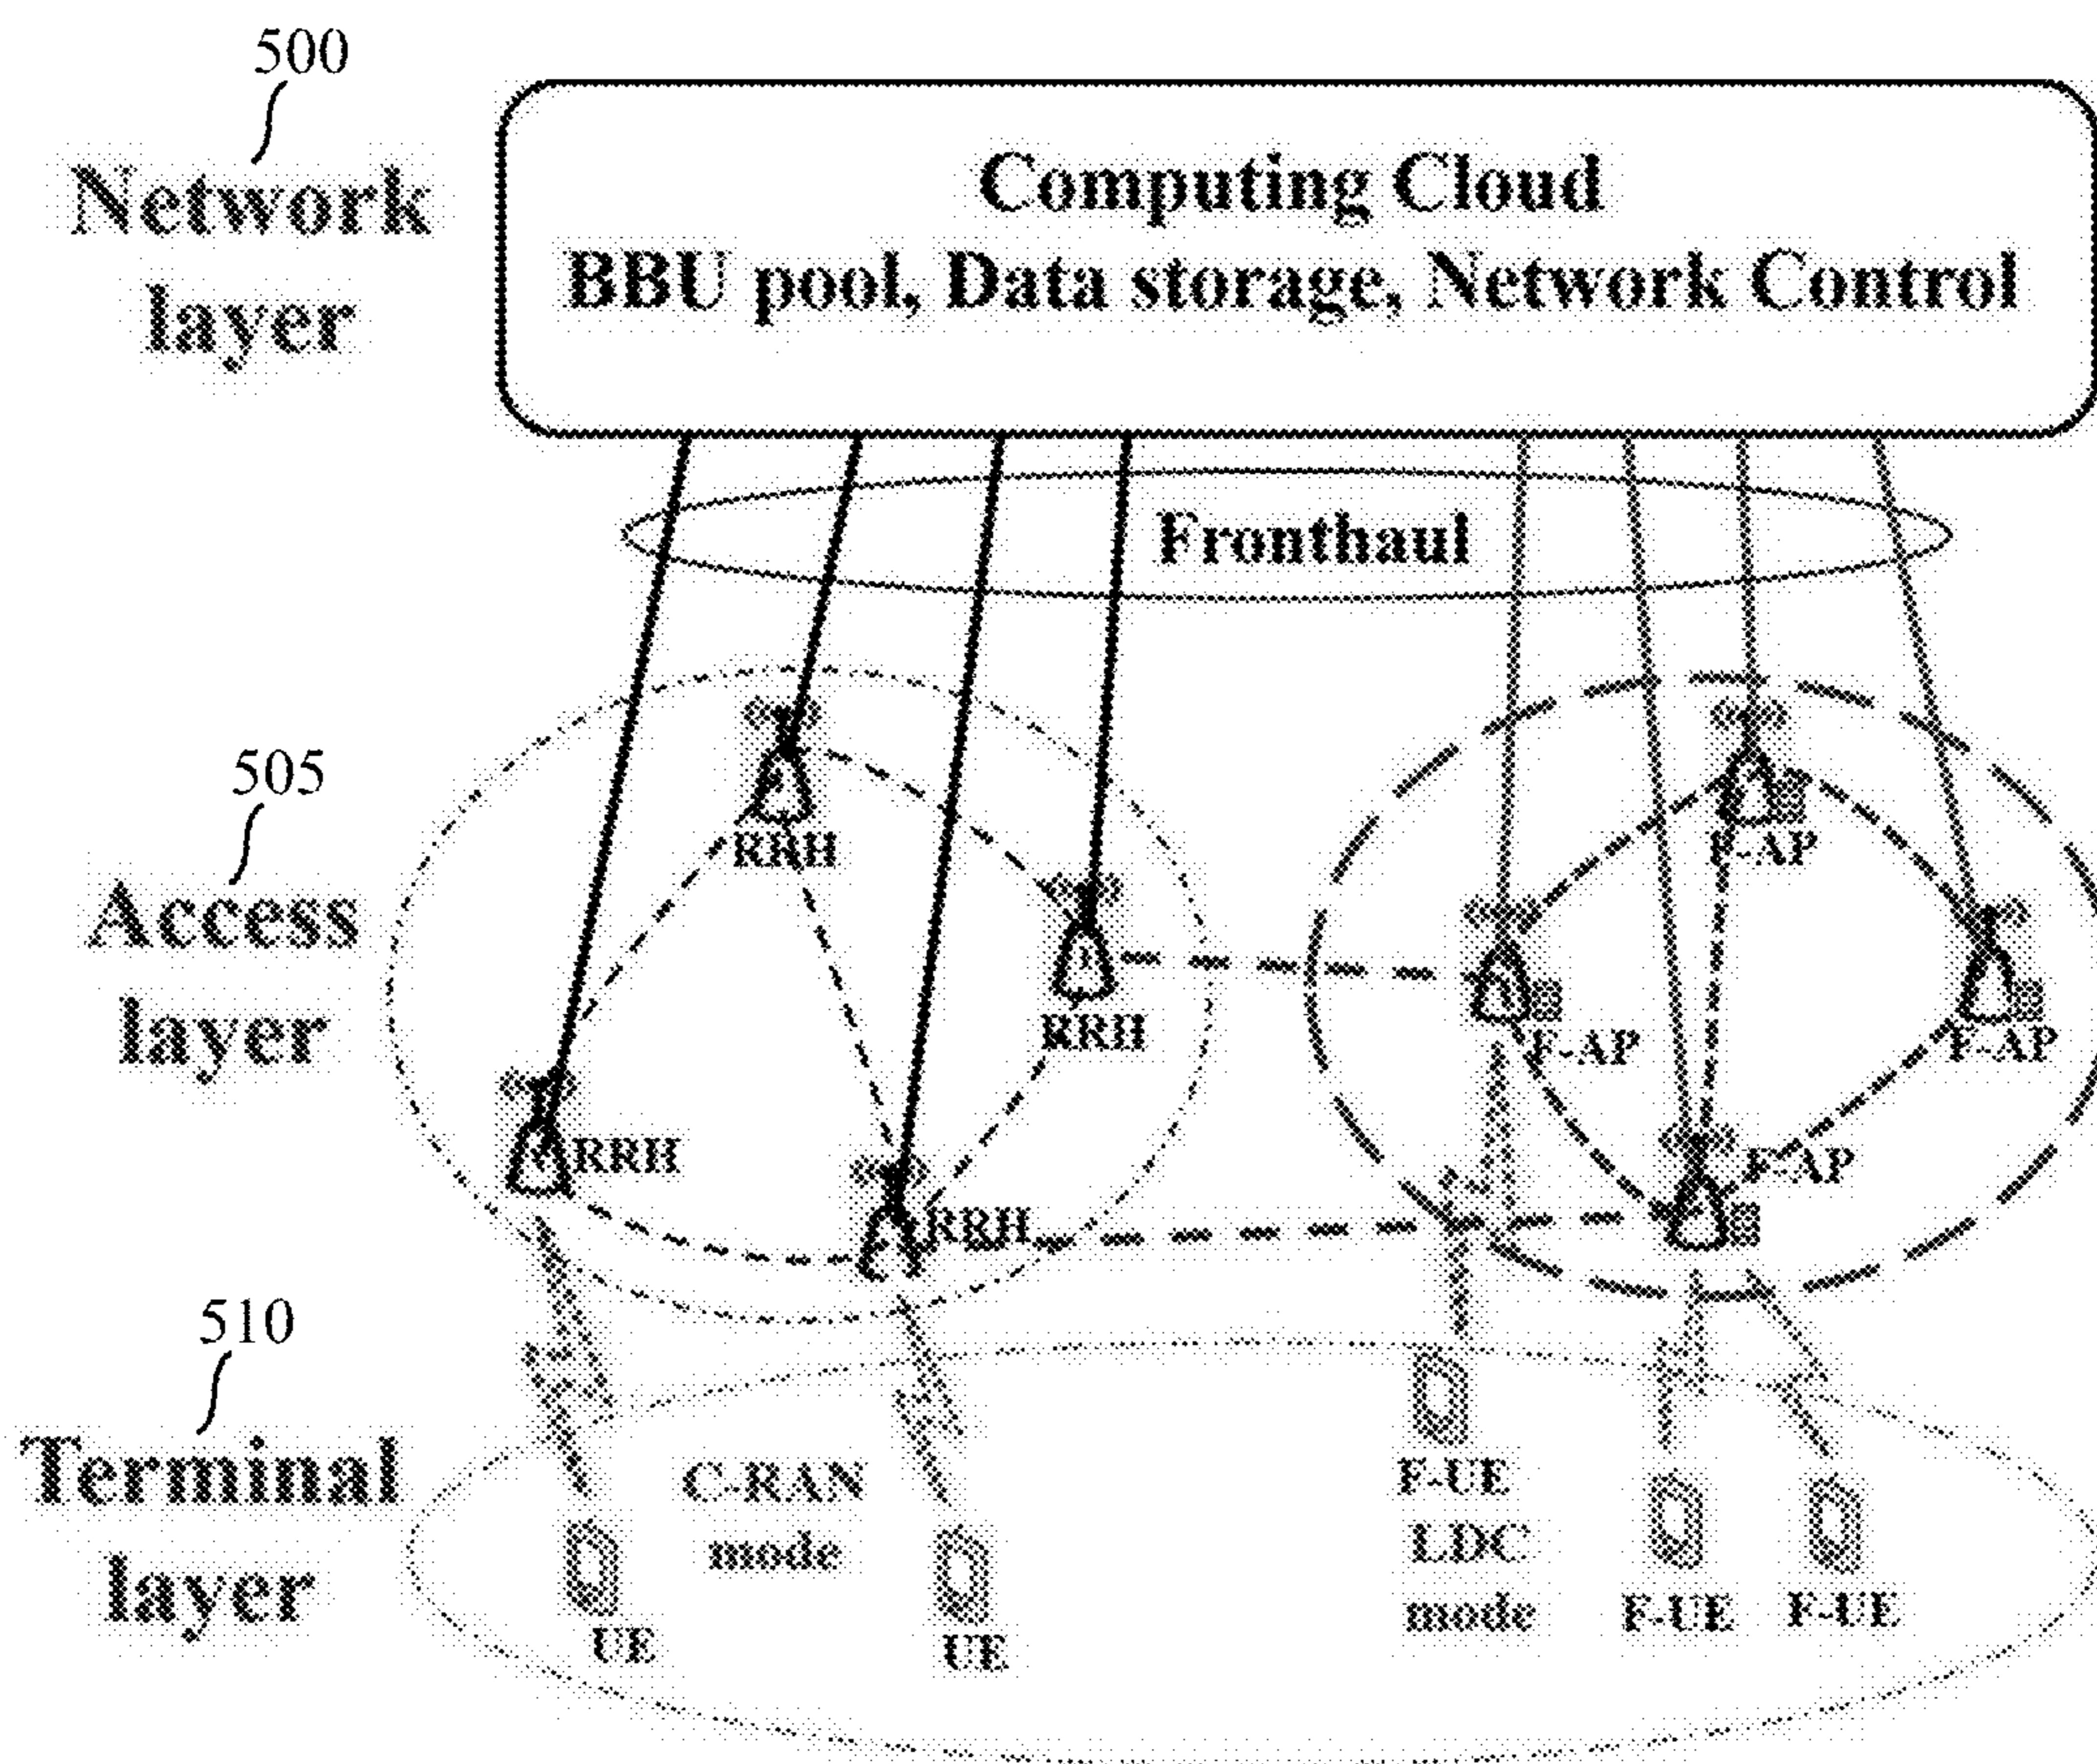 500
Network
layer
Computing Cloud
BBU pool, Data storage, Network Control
Fronthaul
505
Access
layer
RRH
RRH
RRH
RRH
F-AP
F-AP
F-AP
F-AP
510
Terminal
layer
C-RAN
mode
UE
UE
F-UE
LDC
mode
F-UE
F-UE